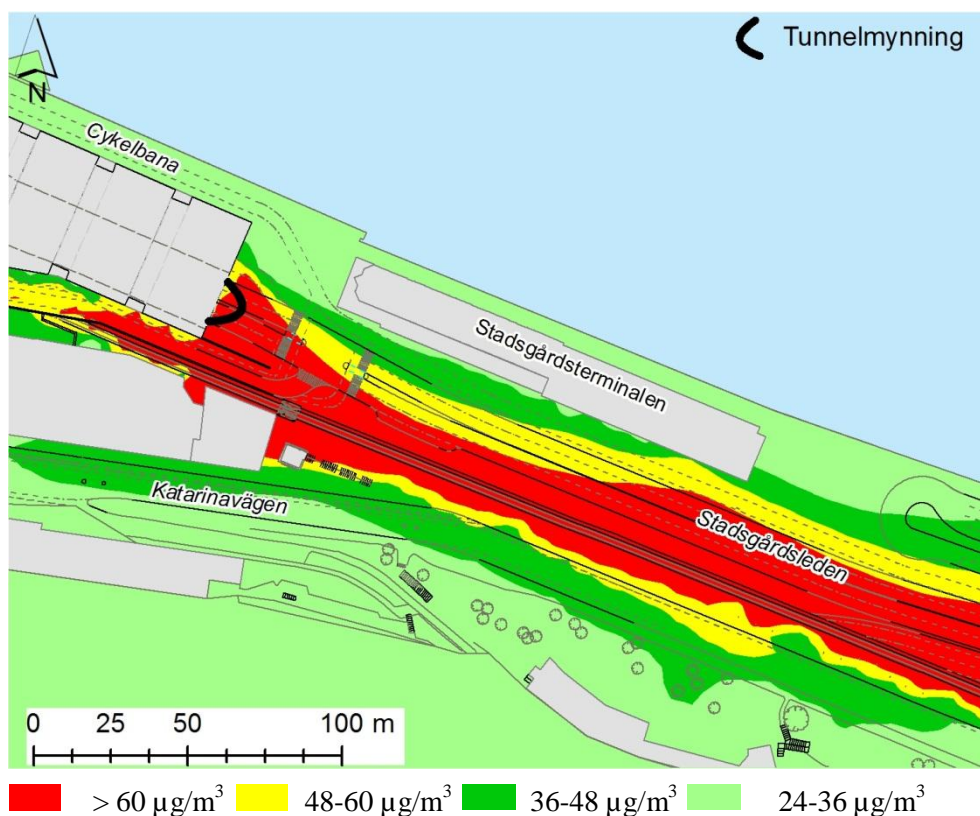 Tunnelmynning
N
Cykelbana
Stadsgårdsterminalen
Katarinavägen
Stadsgårdsleden
0 25 50 100 m
> 60 µg/m³ 48-60 µg/m³ 36-48 µg/m³ 24-36 µg/m³